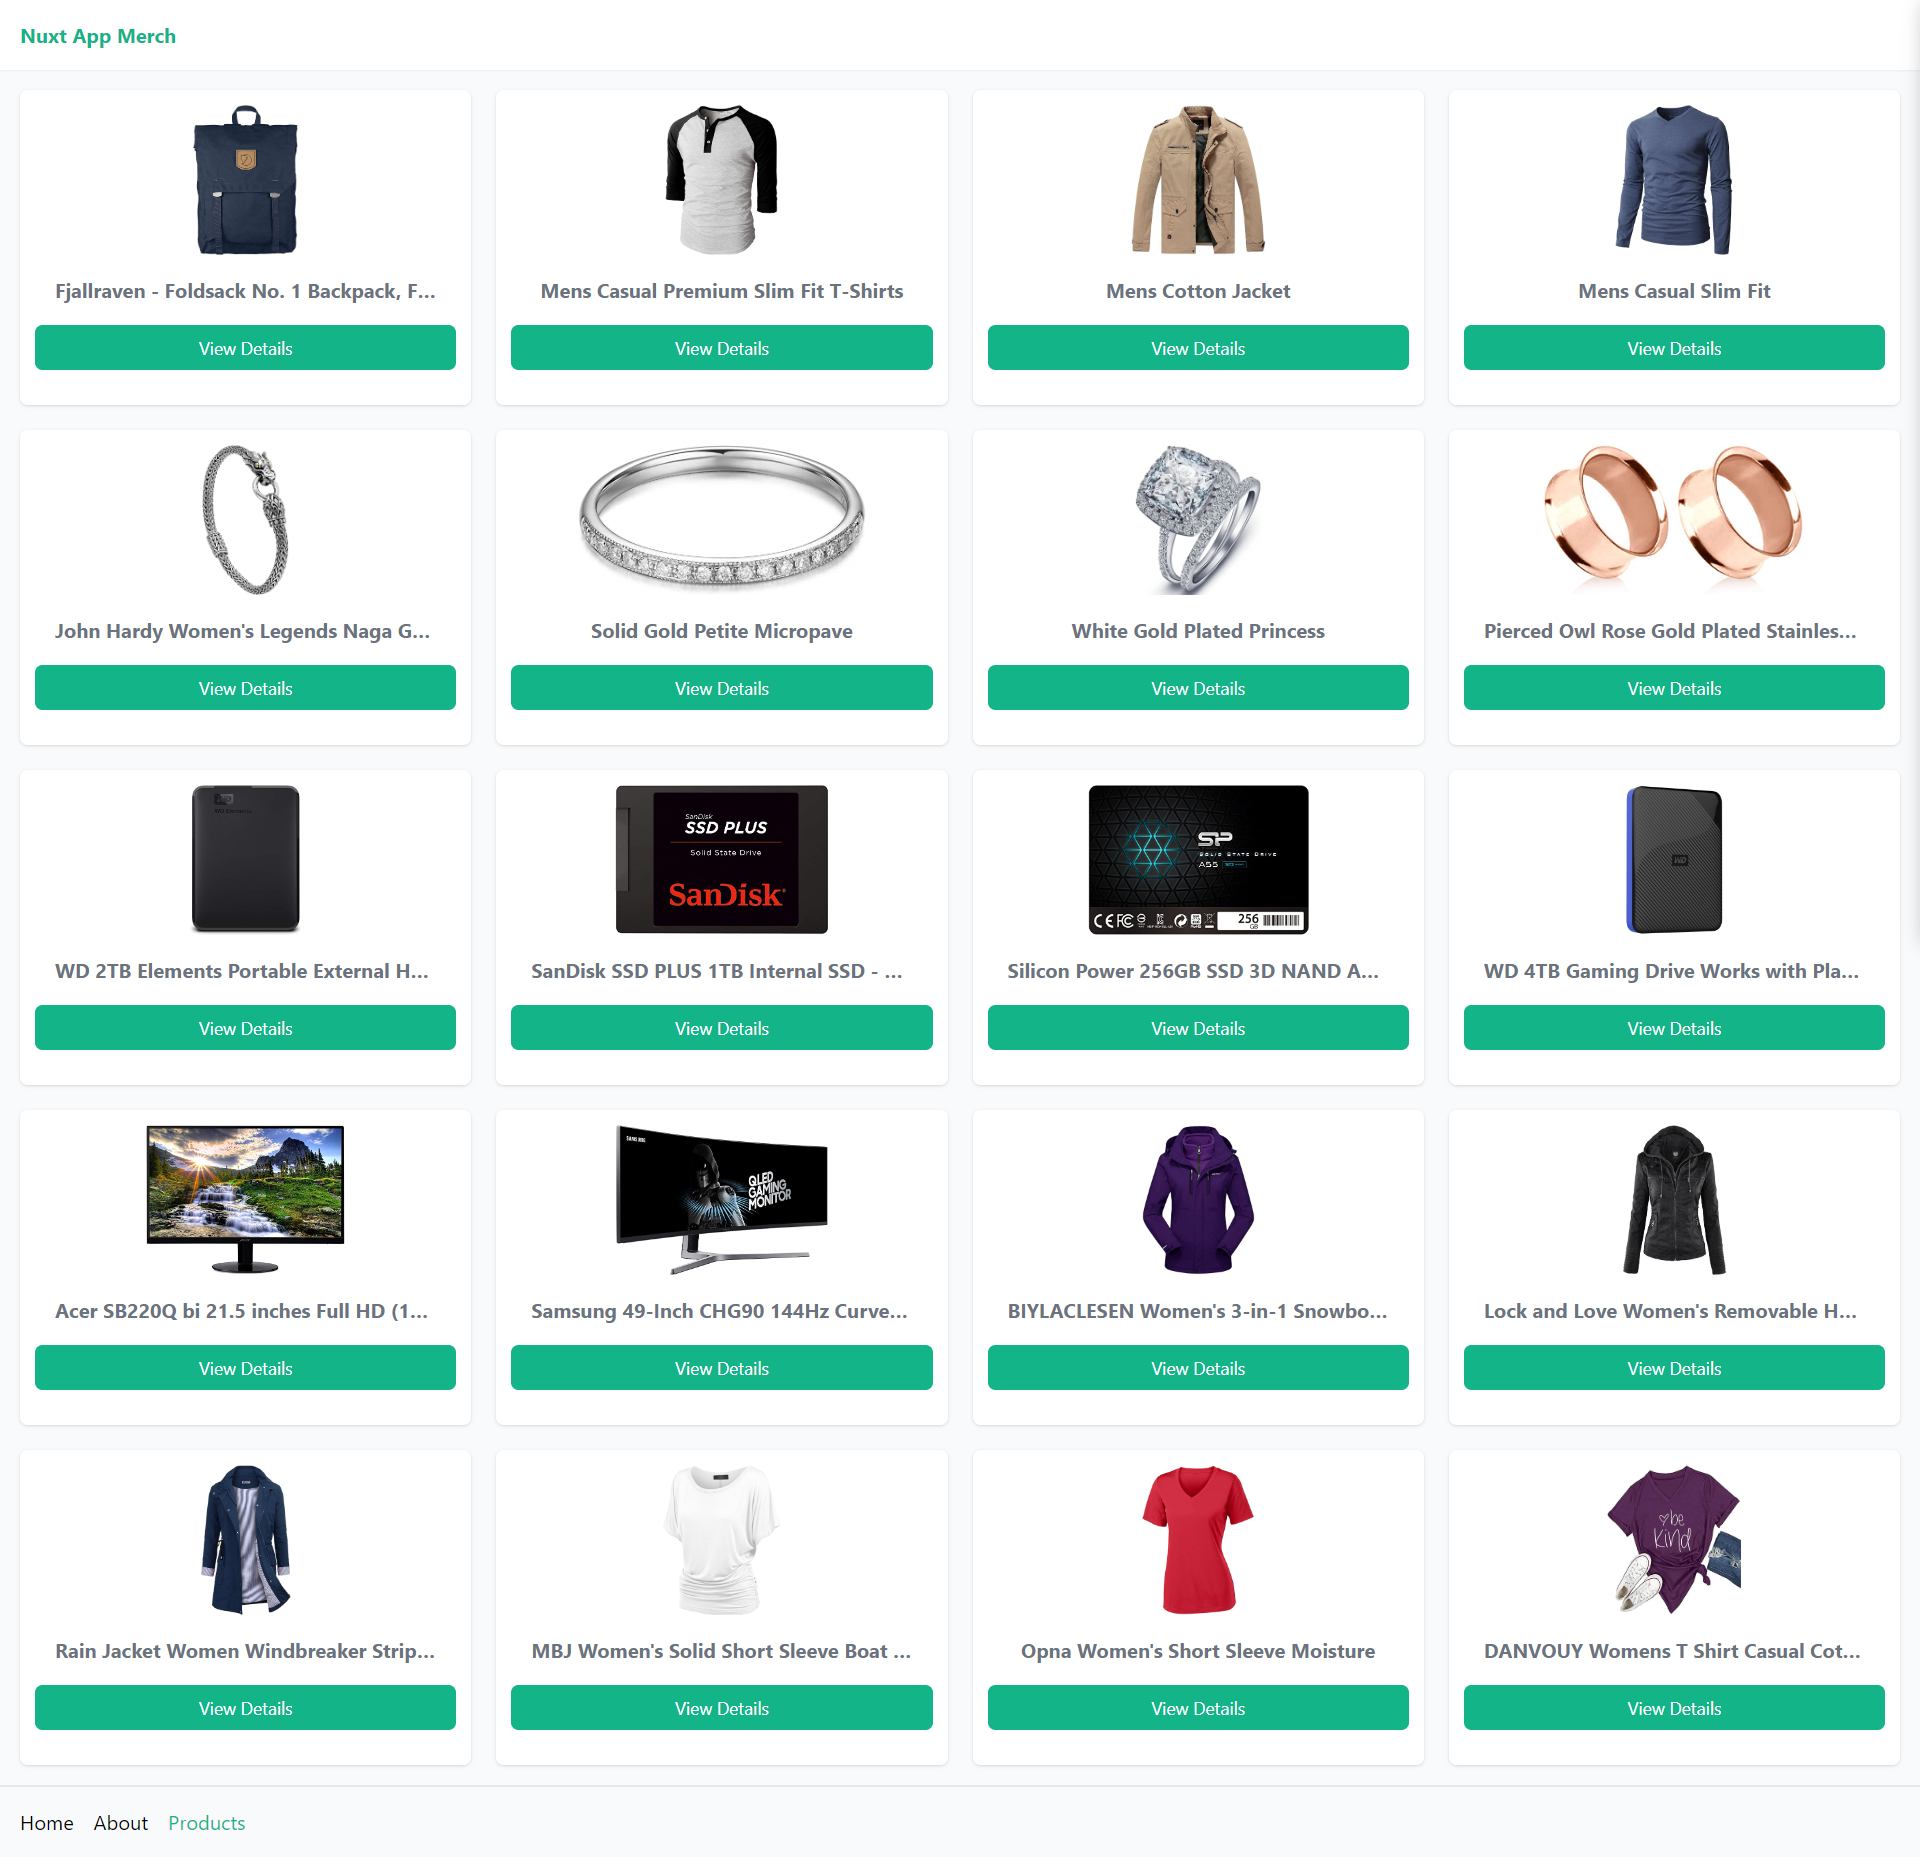 Nuxt App Merch
Fjallraven - Foldsack No. 1 Backpack, F...
Mens Casual Premium Slim Fit T-Shirts
Mens Cotton Jacket
Mens Casual Slim Fit
View Details
View Details
View Details
View Details
John Hardy Women's Legends Naga G...
Solid Gold Petite Micropave
White Gold Plated Princess
Pierced Owl Rose Gold Plated Stainles...
View Details
View Details
View Details
View Details
WD
WD Elements
SanDisk
SSD PLUS
Solid State Drive
SanDisk
SP
SOLID STATE DRIVE
A55
256
GB
WD
WD 2TB Elements Portable External H...
SanDisk SSD PLUS 1TB Internal SSD - ...
Silicon Power 256GB SSD 3D NAND A...
WD 4TB Gaming Drive Works with Pla...
View Details
View Details
View Details
View Details
SAMSUNG
QLED
GAMING
MONITOR
Acer SB220Q bi 21.5 inches Full HD (1...
Samsung 49-Inch CHG90 144Hz Curve...
BIYLACLESEN Women's 3-in-1 Snowbo...
Lock and Love Women's Removable H...
View Details
View Details
View Details
View Details
be
kind
Rain Jacket Women Windbreaker Strip...
MBJ Women's Solid Short Sleeve Boat ...
Opna Women's Short Sleeve Moisture
DANVOUY Womens T Shirt Casual Cot...
View Details
View Details
View Details
View Details
Home About Products